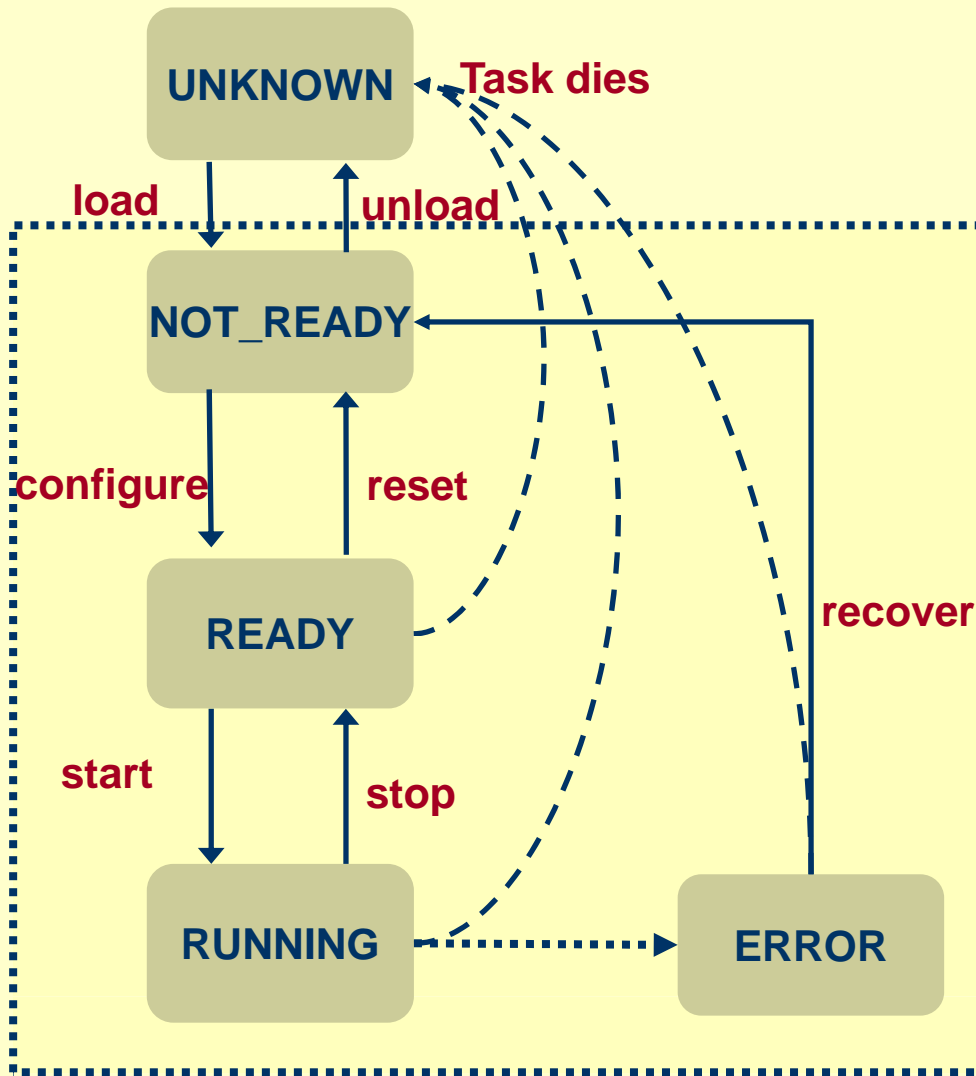 UNKNOWN
Task dies
load
unload
NOT_READY
configure
reset
READY
recover
start
stop
RUNNING
ERROR